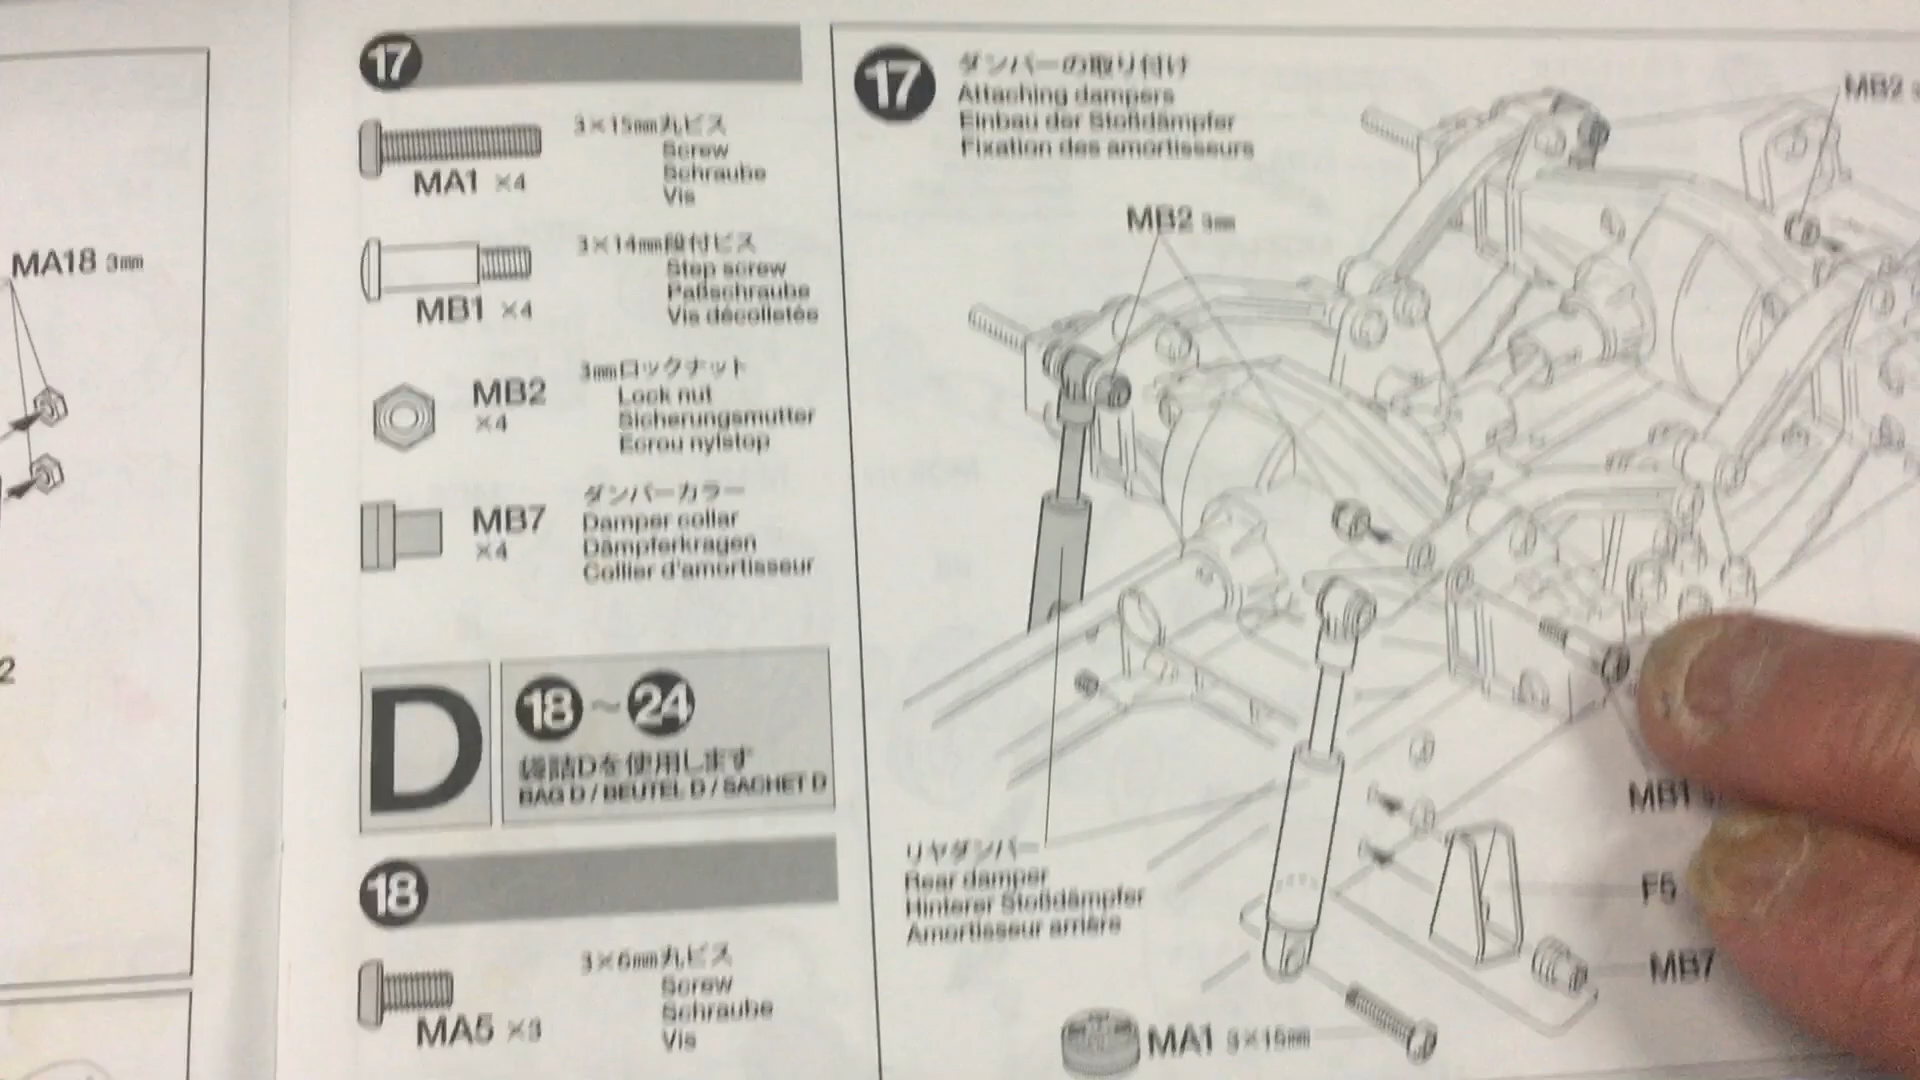 MA18 3mm
2
17
3×15mm丸ビス
Screw
Schraube
Vis
MA1 ×4
3×14mm段付ビス
Step screw
Paßschraube
Vis décolletée
MB1 ×4
3mmロックナット
MB2
Lock nut
×4
Sicherungsmutter
Ecrou nylstop
ダンパーカラー
MB7
Damper collar
×4
Dämpferkragen
Collier d'amortisseur
D
18~24
袋詰Dを使用します
BAG D / BEUTEL D / SACHET D
18
3×6mm丸ビス
Screw
Schraube
Vis
MA5 ×3
17
ダンパーの取り付け
Attaching dampers
Einbau der Stoßdämpfer
Fixation des amortisseurs
MB2
MB2 3mm
MB1
F5
MB7
リヤダンパー
Rear damper
Hinterer Stoßdämpfer
Amortisseur arrière
MA1 3×15mm